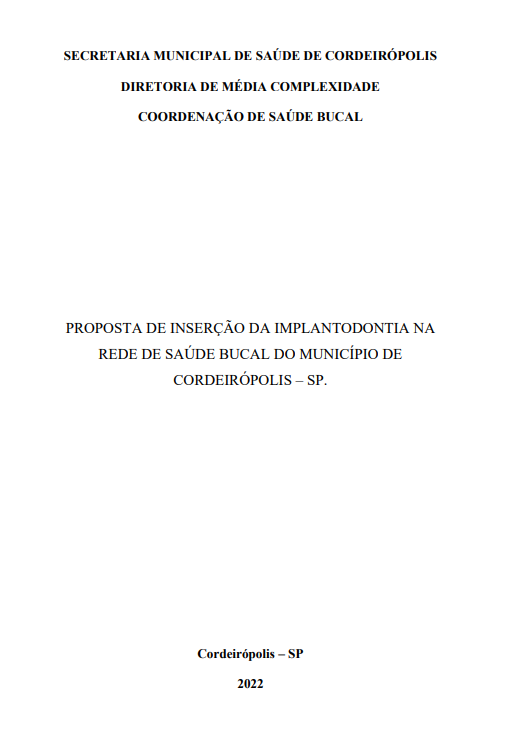 SECRETARIA MUNICIPAL DE SAÚDE DE CORDEIRÓPOLIS
DIRETORIA DE MÉDIA COMPLEXIDADE
COORDENAÇÃO DE SAÚDE BUCAL
PROPOSTA DE INSERÇÃO DA IMPLANTODONTIA NA
REDE DE SAÚDE BUCAL DO MUNICÍPIO DE
CORDEIRÓPOLIS – SP.
Cordeirópolis – SP
2022